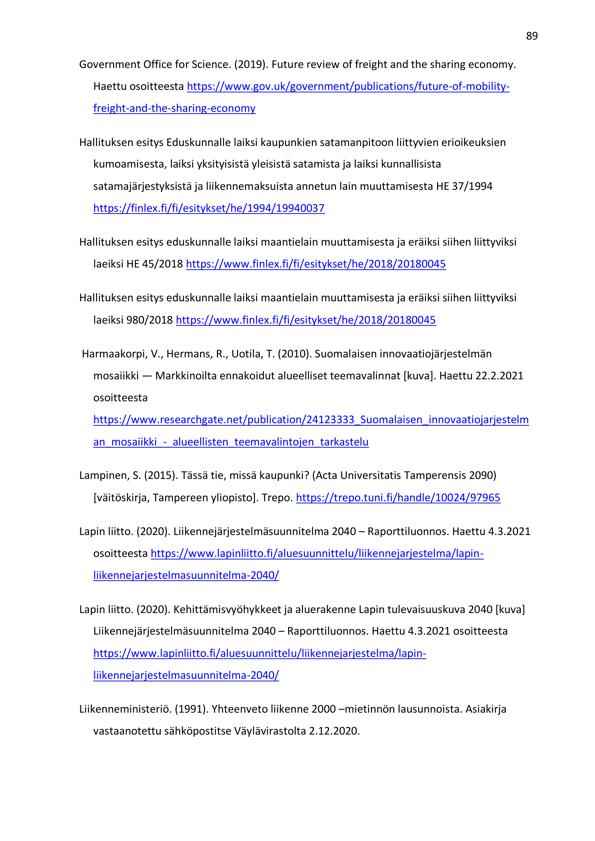 89
Government Office for Science. (2019). Future review of freight and the sharing economy.
Haettu osoitteesta https://www.gov.uk/government/publications/future-of-mobility-
freight-and-the-sharing-economy
Hallituksen esitys Eduskunnalle laiksi kaupunkien satamanpitoon liittyvien erioikeuksien
kumoamisesta, laiksi yksityisistä yleisistä satamista ja laiksi kunnallisista
satamajärjestyksistä ja liikennemaksuista annetun lain muuttamisesta HE 37/1994
https://finlex.fi/fi/esitykset/he/1994/19940037
Hallituksen esitys eduskunnalle laiksi maantielain muuttamisesta ja eräiksi siihen liittyviksi
laeiksi HE 45/2018 https://www.finlex.fi/fi/esitykset/he/2018/20180045
Hallituksen esitys eduskunnalle laiksi maantielain muuttamisesta ja eräiksi siihen liittyviksi
laeiksi 980/2018 https://www.finlex.fi/fi/esitykset/he/2018/20180045
Harmaakorpi, V., Hermans, R., Uotila, T. (2010). Suomalaisen innovaatiojärjestelmän
mosaiikki — Markkinoilta ennakoidut alueelliset teemavalinnat [kuva]. Haettu 22.2.2021
osoitteesta
https://www.researchgate.net/publication/24123333_Suomalaisen_innovaatiojarjestelm
an_mosaiikki_-_alueellisten_teemavalintojen_tarkastelu
Lampinen, S. (2015). Tässä tie, missä kaupunki? (Acta Universitatis Tamperensis 2090)
[väitöskirja, Tampereen yliopisto]. Trepo. https://trepo.tuni.fi/handle/10024/97965
Lapin liitto. (2020). Liikennejärjestelmäsuunnitelma 2040 – Raporttiluonnos. Haettu 4.3.2021
osoitteesta https://www.lapinliitto.fi/aluesuunnittelu/liikennejarjestelma/lapin-
liikennejarjestelmasuunnitelma-2040/
Lapin liitto. (2020). Kehittämisvyöhykkeet ja aluerakenne Lapin tulevaisuuskuva 2040 [kuva]
Liikennejärjestelmäsuunnitelma 2040 – Raporttiluonnos. Haettu 4.3.2021 osoitteesta
https://www.lapinliitto.fi/aluesuunnittelu/liikennejarjestelma/lapin-
liikennejarjestelmasuunnitelma-2040/
Liikenneministeriö. (1991). Yhteenveto liikenne 2000 –mietinnön lausunnoista. Asiakirja
vastaanotettu sähköpostitse Väylävirastolta 2.12.2020.